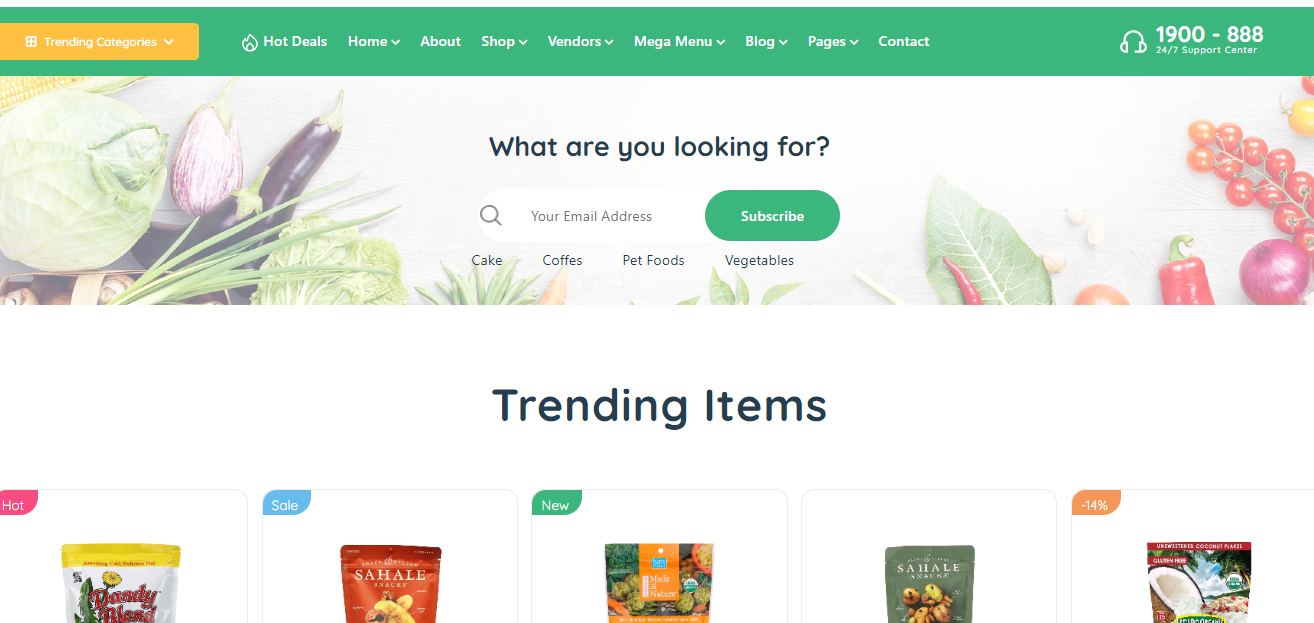 Trending Categories
Hot Deals Home About Shop Vendors Mega Menu Blog Pages Contact
1900 - 888
24/7 Support Center
What are you looking for?
Your Email Address Subscribe
Cake Coffes Pet Foods Vegetables
Trending Items
Hot Sale New -14%
Dandy Blend
SAHALE
SNACKS
Made in Nature
SAHALE
SNACKS
UNSWEETENED COCONUT FLAKES
GLUTEN FREE